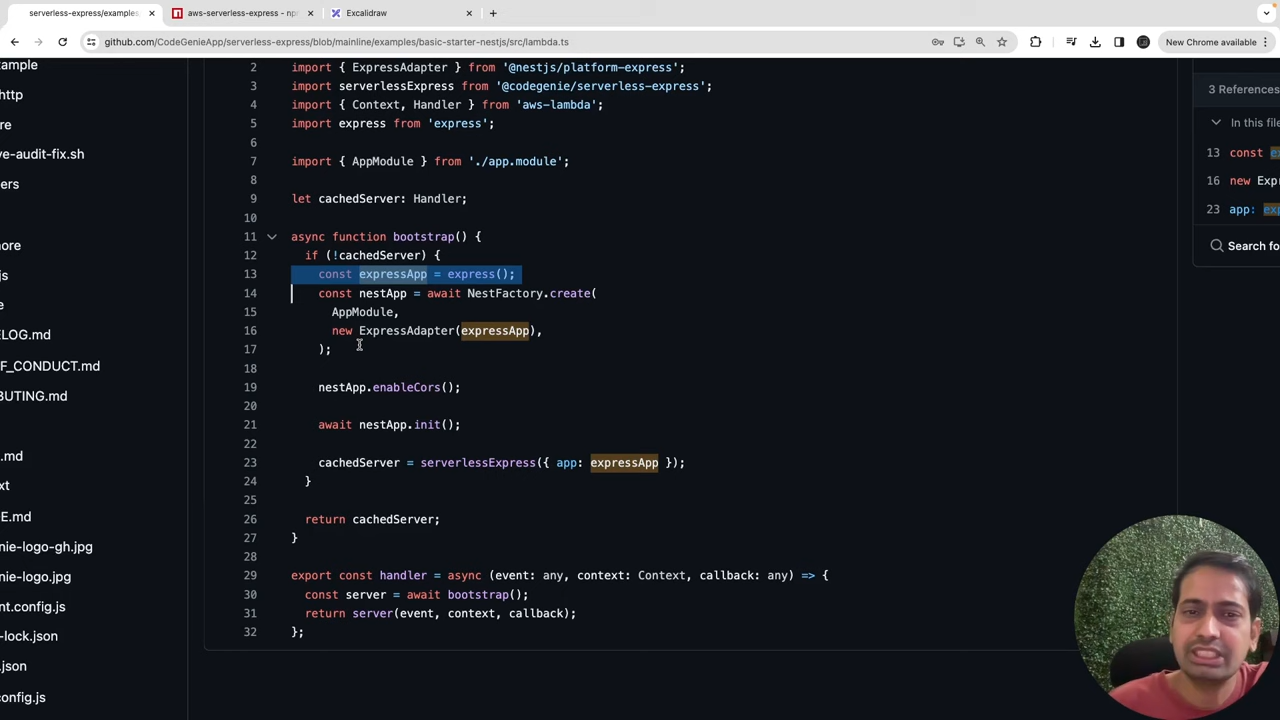 serverless-express/examples
aws-serverless-express - npm
Excalidraw
github.com/CodeGenieApp/serverless-express/blob/mainline/examples/basic-starter-nestjs/src/lambda.ts
New Chrome available
ample
http
re
ve-audit-fix.sh
ers
ore
js
e
ELOG.md
F_CONDUCT.md
BUTING.md
.md
xt
E.md
nie-logo-gh.jpg
nie-logo.jpg
nt.config.js
-lock.json
.json
config.js
2 import { ExpressAdapter } from '@nestjs/platform-express';
3 import serverlessExpress from '@codegenie/serverless-express';
4 import { Context, Handler } from 'aws-lambda';
5 import express from 'express';
6
7 import { AppModule } from './app.module';
8
9 let cachedServer: Handler;
10
11 async function bootstrap() {
12 if (!cachedServer) {
13 const expressApp = express();
14 const nestApp = await NestFactory.create(
15 AppModule,
16 new ExpressAdapter(expressApp),
17 );
18
19 nestApp.enableCors();
20
21 await nestApp.init();
22
23 cachedServer = serverlessExpress({ app: expressApp });
24 }
25
26 return cachedServer;
27 }
28
29 export const handler = async (event: any, context: Context, callback: any) => {
30 const server = await bootstrap();
31 return server(event, context, callback);
32 };
3 References
In this file
13 const ex
16 new Expr
23 app: exp
Search fo